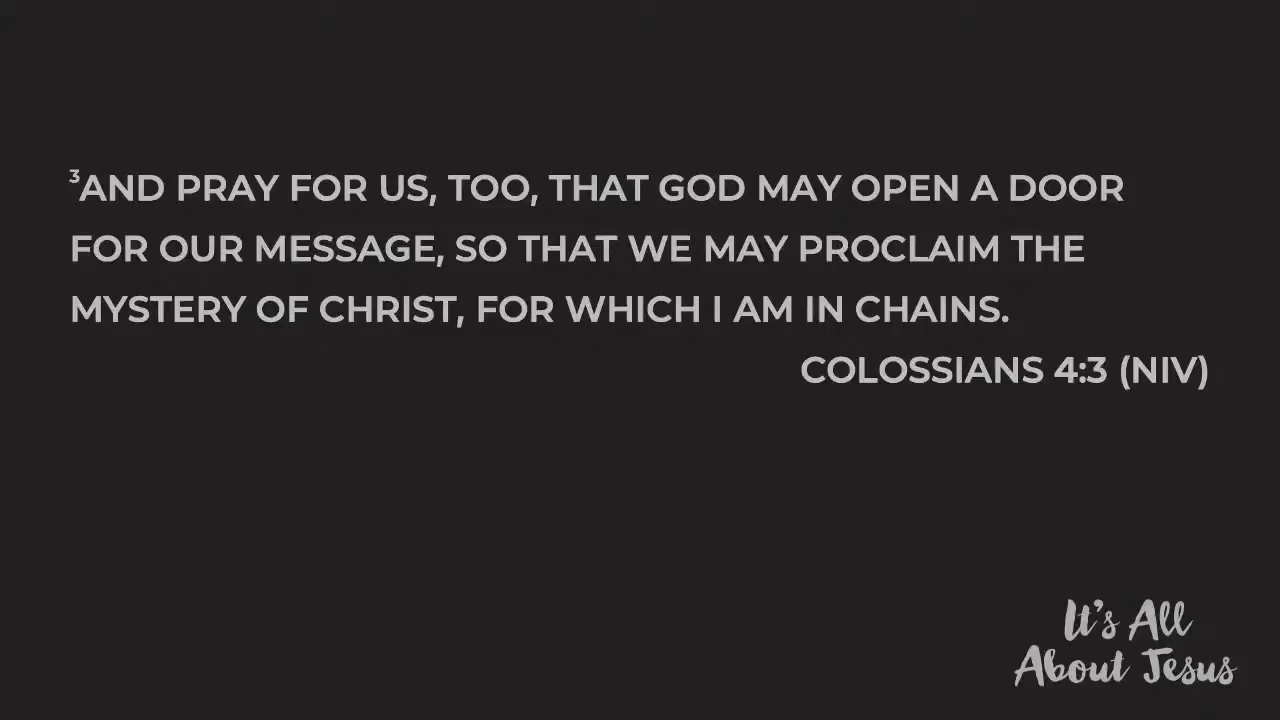 ³AND PRAY FOR US, TOO, THAT GOD MAY OPEN A DOOR
FOR OUR MESSAGE, SO THAT WE MAY PROCLAIM THE
MYSTERY OF CHRIST, FOR WHICH I AM IN CHAINS.
COLOSSIANS 4:3 (NIV)
It's All
About Jesus